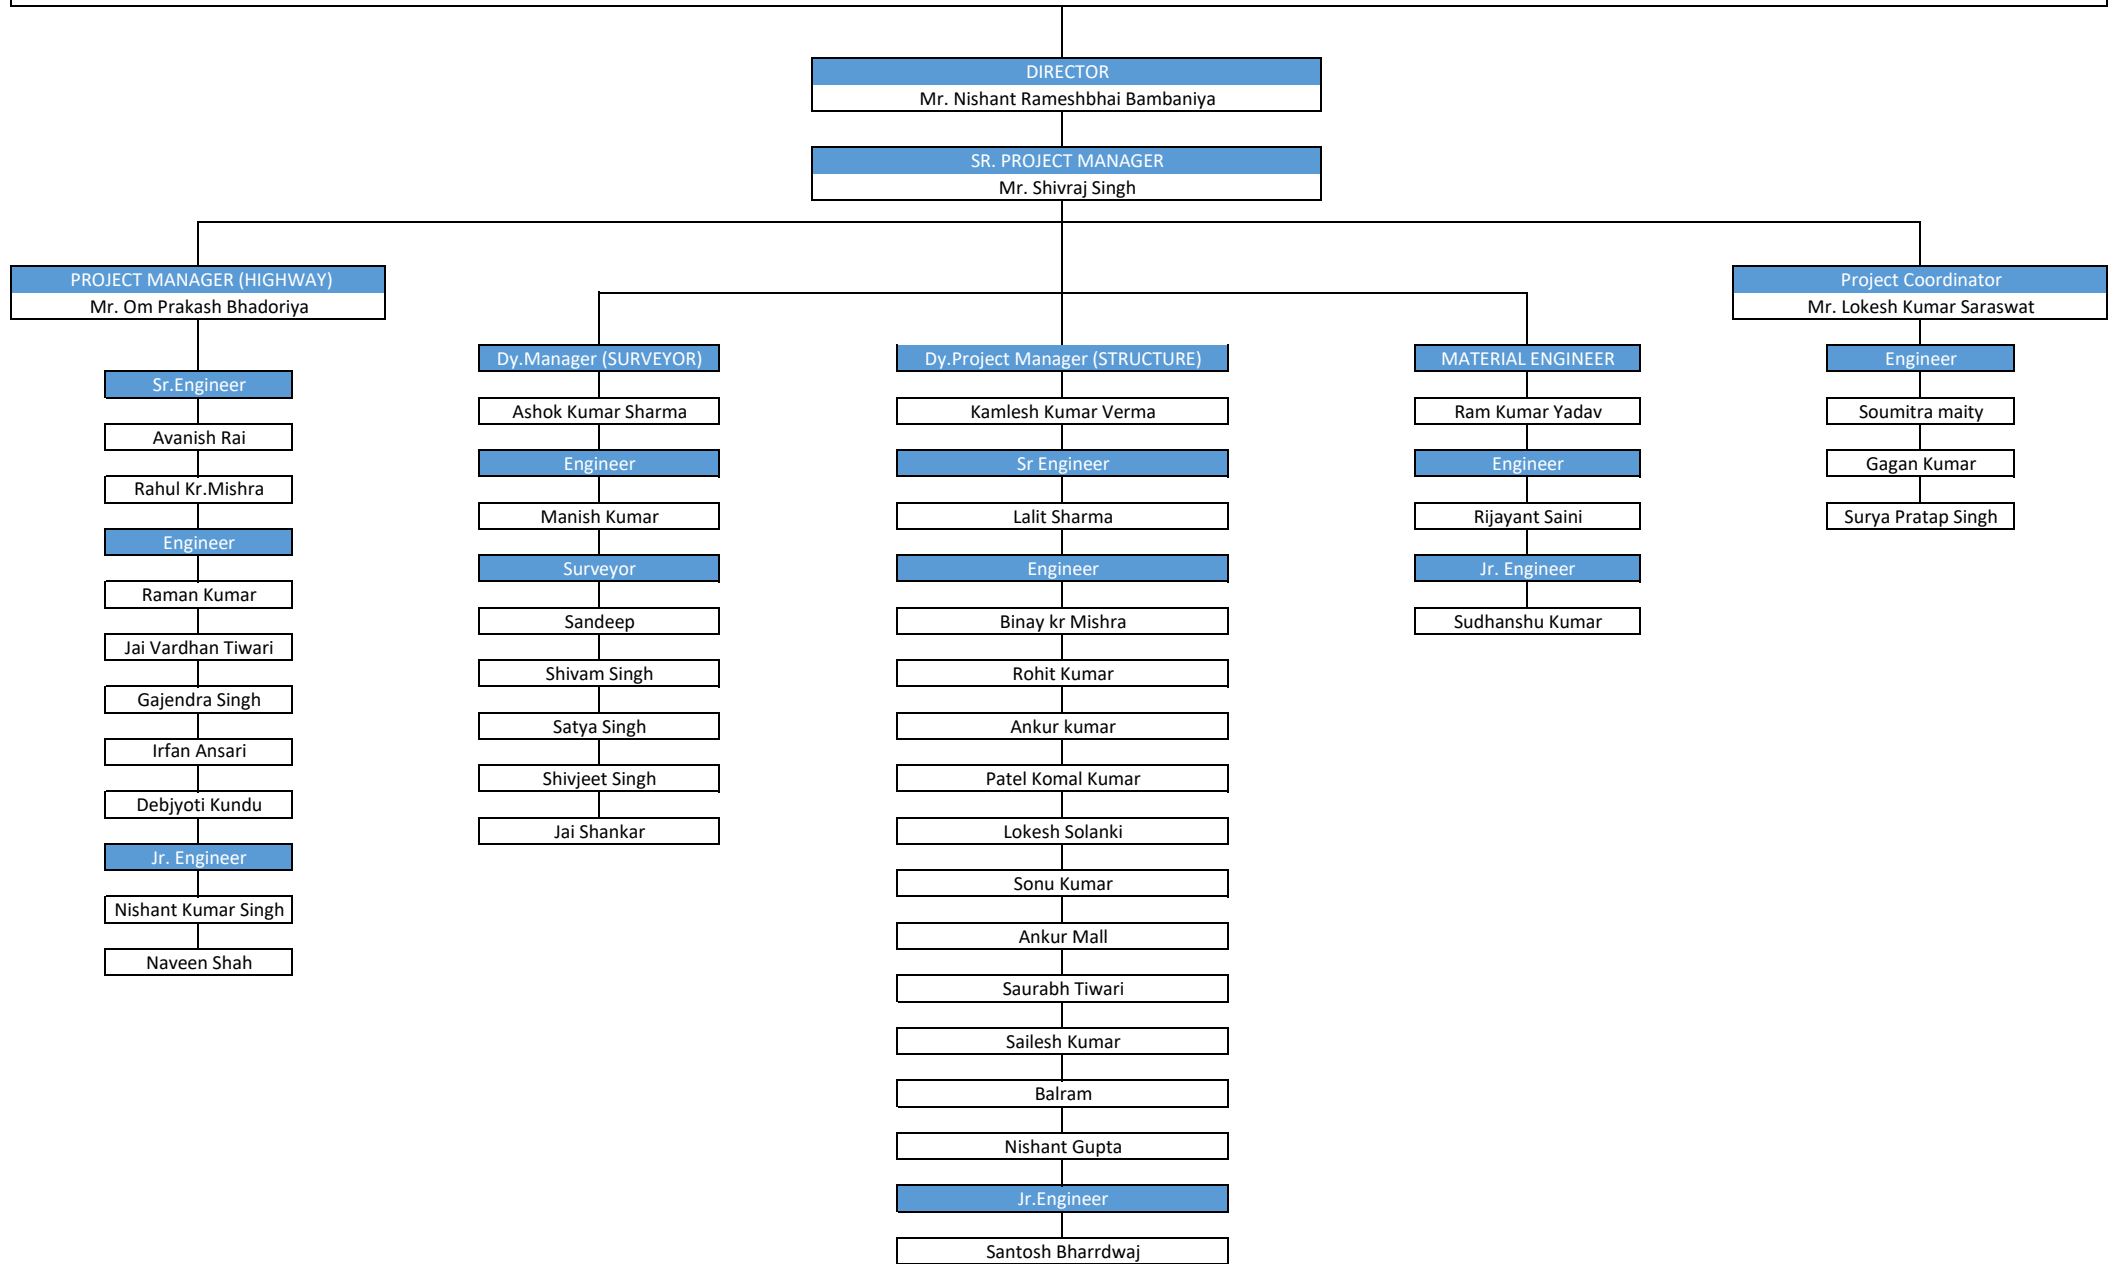 DIRECTOR
Mr. Nishant Rameshbhai Bambaniya
SR. PROJECT MANAGER
Mr. Shivraj Singh
PROJECT MANAGER (HIGHWAY)
Mr. Om Prakash Bhadoriya
Sr.Engineer
Avanish Rai
Rahul Kr.Mishra
Engineer
Raman Kumar
Jai Vardhan Tiwari
Gajendra Singh
Irfan Ansari
Debjyoti Kundu
Jr. Engineer
Nishant Kumar Singh
Naveen Shah
Dy.Manager (SURVEYOR)
Ashok Kumar Sharma
Engineer
Manish Kumar
Surveyor
Sandeep
Shivam Singh
Satya Singh
Shivjeet Singh
Jai Shankar
Dy.Project Manager (STRUCTURE)
Kamlesh Kumar Verma
Sr Engineer
Lalit Sharma
Engineer
Binay kr Mishra
Rohit Kumar
Ankur kumar
Patel Komal Kumar
Lokesh Solanki
Sonu Kumar
Ankur Mall
Saurabh Tiwari
Sailesh Kumar
Balram
Nishant Gupta
Jr.Engineer
Santosh Bharrdwaj
MATERIAL ENGINEER
Ram Kumar Yadav
Engineer
Rijayant Saini
Jr. Engineer
Sudhanshu Kumar
Project Coordinator
Mr. Lokesh Kumar Saraswat
Engineer
Soumitra maity
Gagan Kumar
Surya Pratap Singh